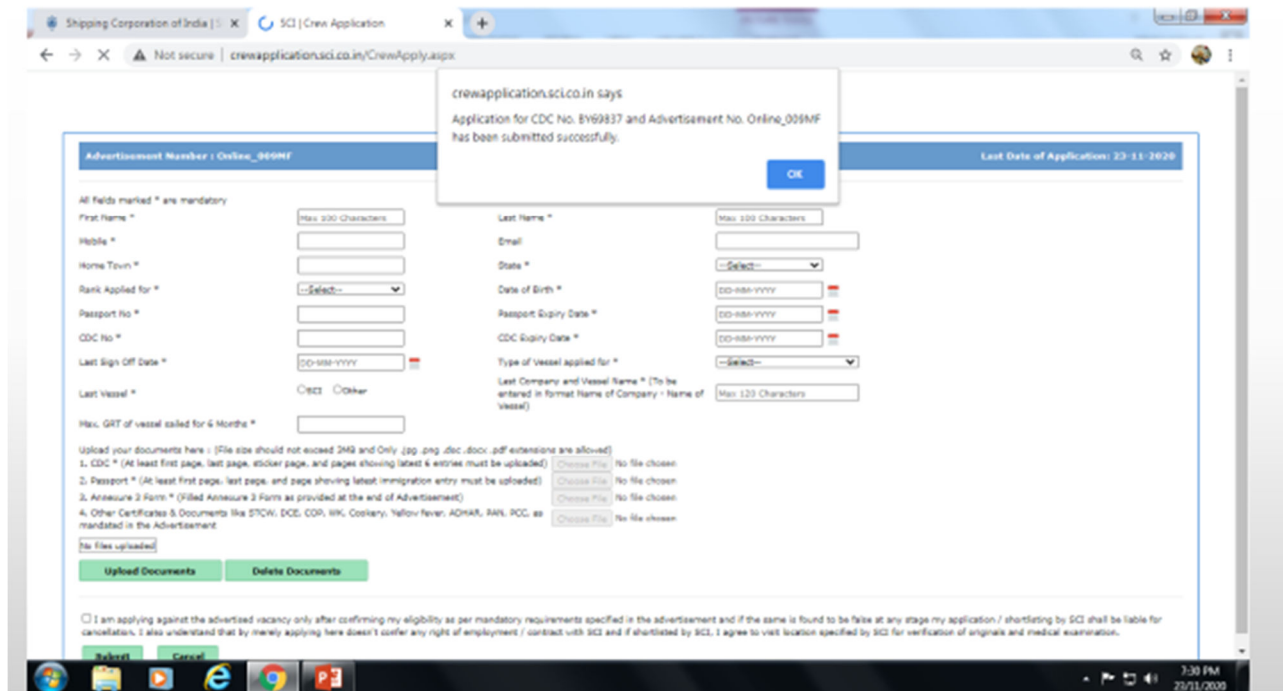 Shipping Corporation of India | S
SCI | Crew Application
Not secure | crewapplication.sci.co.in/CrewApply.aspx
crewapplication.sci.co.in says
Application for CDC No. BY69837 and Advertisement No. Online_009MF
has been submitted successfully.
OK
Advertisement Number : Online_009MF
Last Date of Application: 23-11-2020
All fields marked * are mandatory
First Name * Max 100 Characters Last Name * Max 100 Characters
Mobile * Email
Home Town * State * --Select--
Rank Applied for * --Select-- Date of Birth * DD-MM-YYYY
Passport No * Passport Expiry Date * DD-MM-YYYY
CDC No * CDC Expiry Date * DD-MM-YYYY
Last Sign Off Date * DD-MM-YYYY Type of Vessel applied for * --Select--
Last Vessel * SCI Other Last Company and Vessel Name * (To be
entered in format Name of Company - Name of Max 120 Characters
Vessel)
Max. GRT of vessel sailed for 6 Months *
Upload your documents here : (File size should not exceed 3MB and Only .jpg .png .doc .docx .pdf extensions are allowed)
1. CDC * (At least first page, last page, sticker page, and pages showing latest 6 entries must be uploaded) Choose File No file chosen
2. Passport * (At least first page, last page, and page showing latest immigration entry must be uploaded) Choose File No file chosen
3. Annexure 3 Form * (Filled Annexure 3 Form as provided at the end of Advertisement) Choose File No file chosen
4. Other Certificates & Documents like STCW, DCE, COP, WK, Cookery, Yellow fever, ADHAR, PAN, PCC, as Choose File No file chosen
mandated in the Advertisement
No files uploaded
Upload Documents Delete Documents
I am applying against the advertised vacancy only after confirming my eligibility as per mandatory requirements specified in the advertisement and if the same is found to be false at any stage my application / shortlisting by SCI shall be liable for
cancellation. I also understand that by merely applying here doesn't confer any right of employment / contract with SCI and if shortlisted by SCI, I agree to visit location specified by SCI for verification of originals and medical examination.
Submit Cancel
7:30 PM
23/11/2020